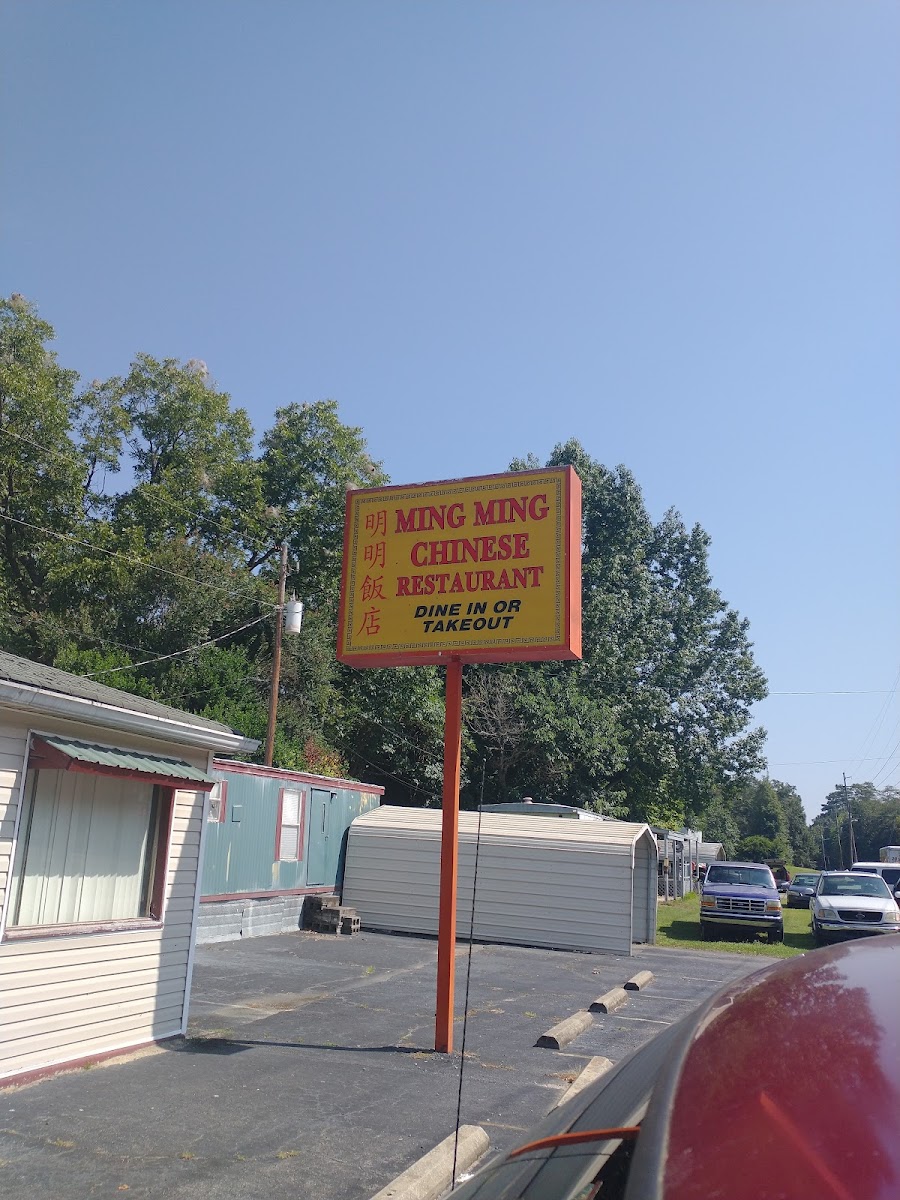 明明飯店
MING MING
CHINESE
RESTAURANT
DINE IN OR
TAKEOUT